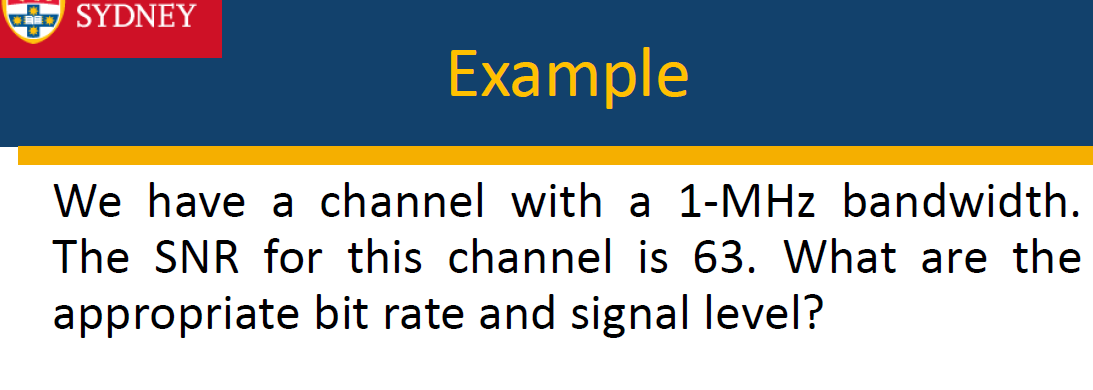 SYDNEY
Example
We have a channel with a 1-MHz bandwidth.
The SNR for this channel is 63. What are the
appropriate bit rate and signal level?